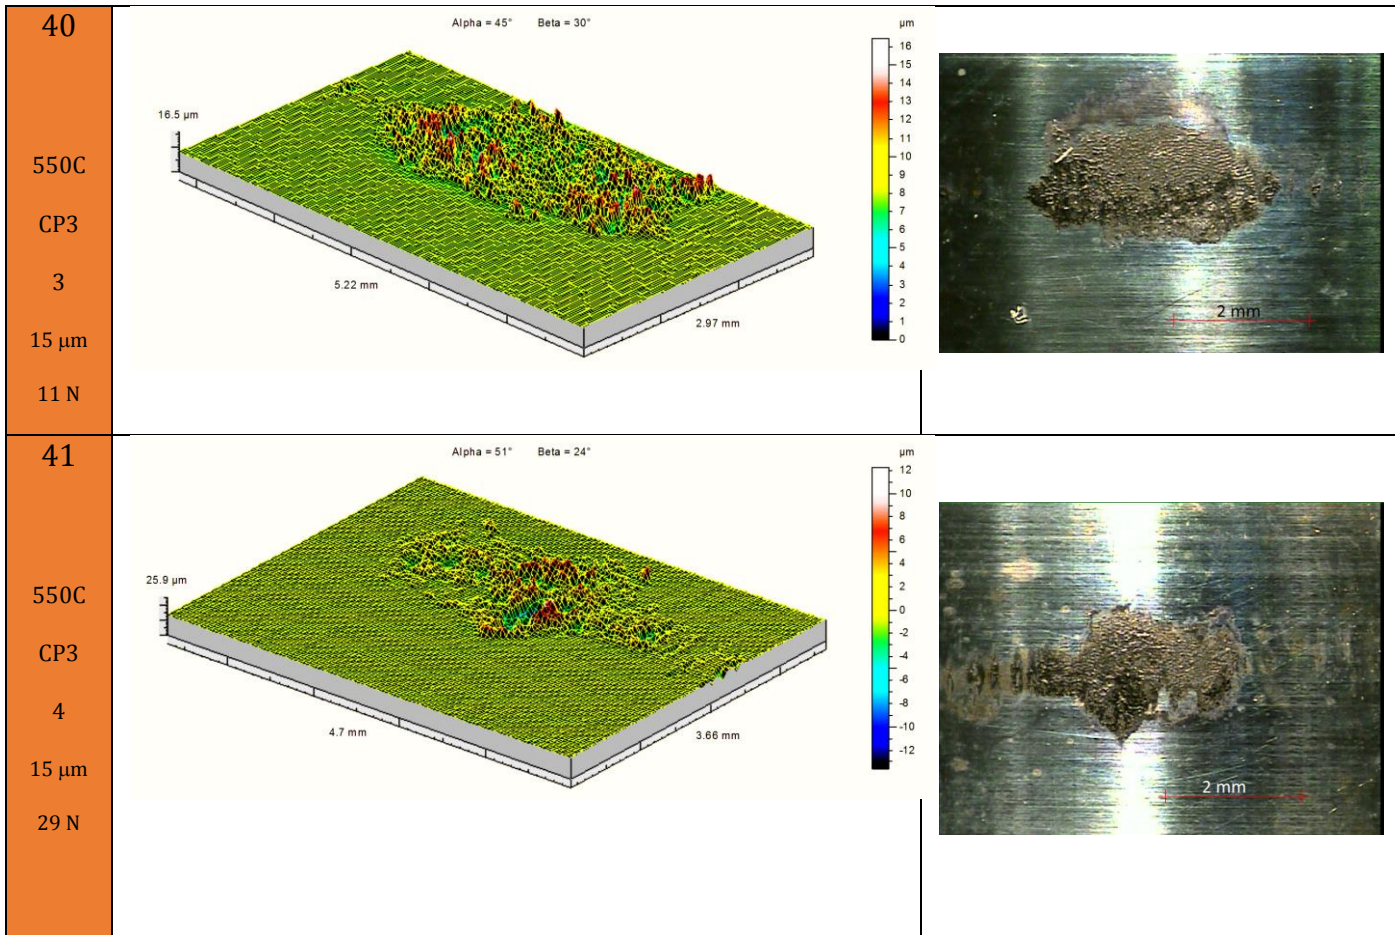 40
550C
CP3
3
15 μm
11 N
Alpha = 45° Beta = 30°
16.5 µm
5.22 mm
2.97 mm
µm
16
15
14
13
12
11
10
9
8
7
6
5
4
3
2
1
0
2 mm
41
550C
CP3
4
15 μm
29 N
Alpha = 51° Beta = 24°
25.9 µm
4.7 mm
3.66 mm
µm
12
10
8
6
4
2
0
-2
-4
-6
-8
-10
-12
2 mm